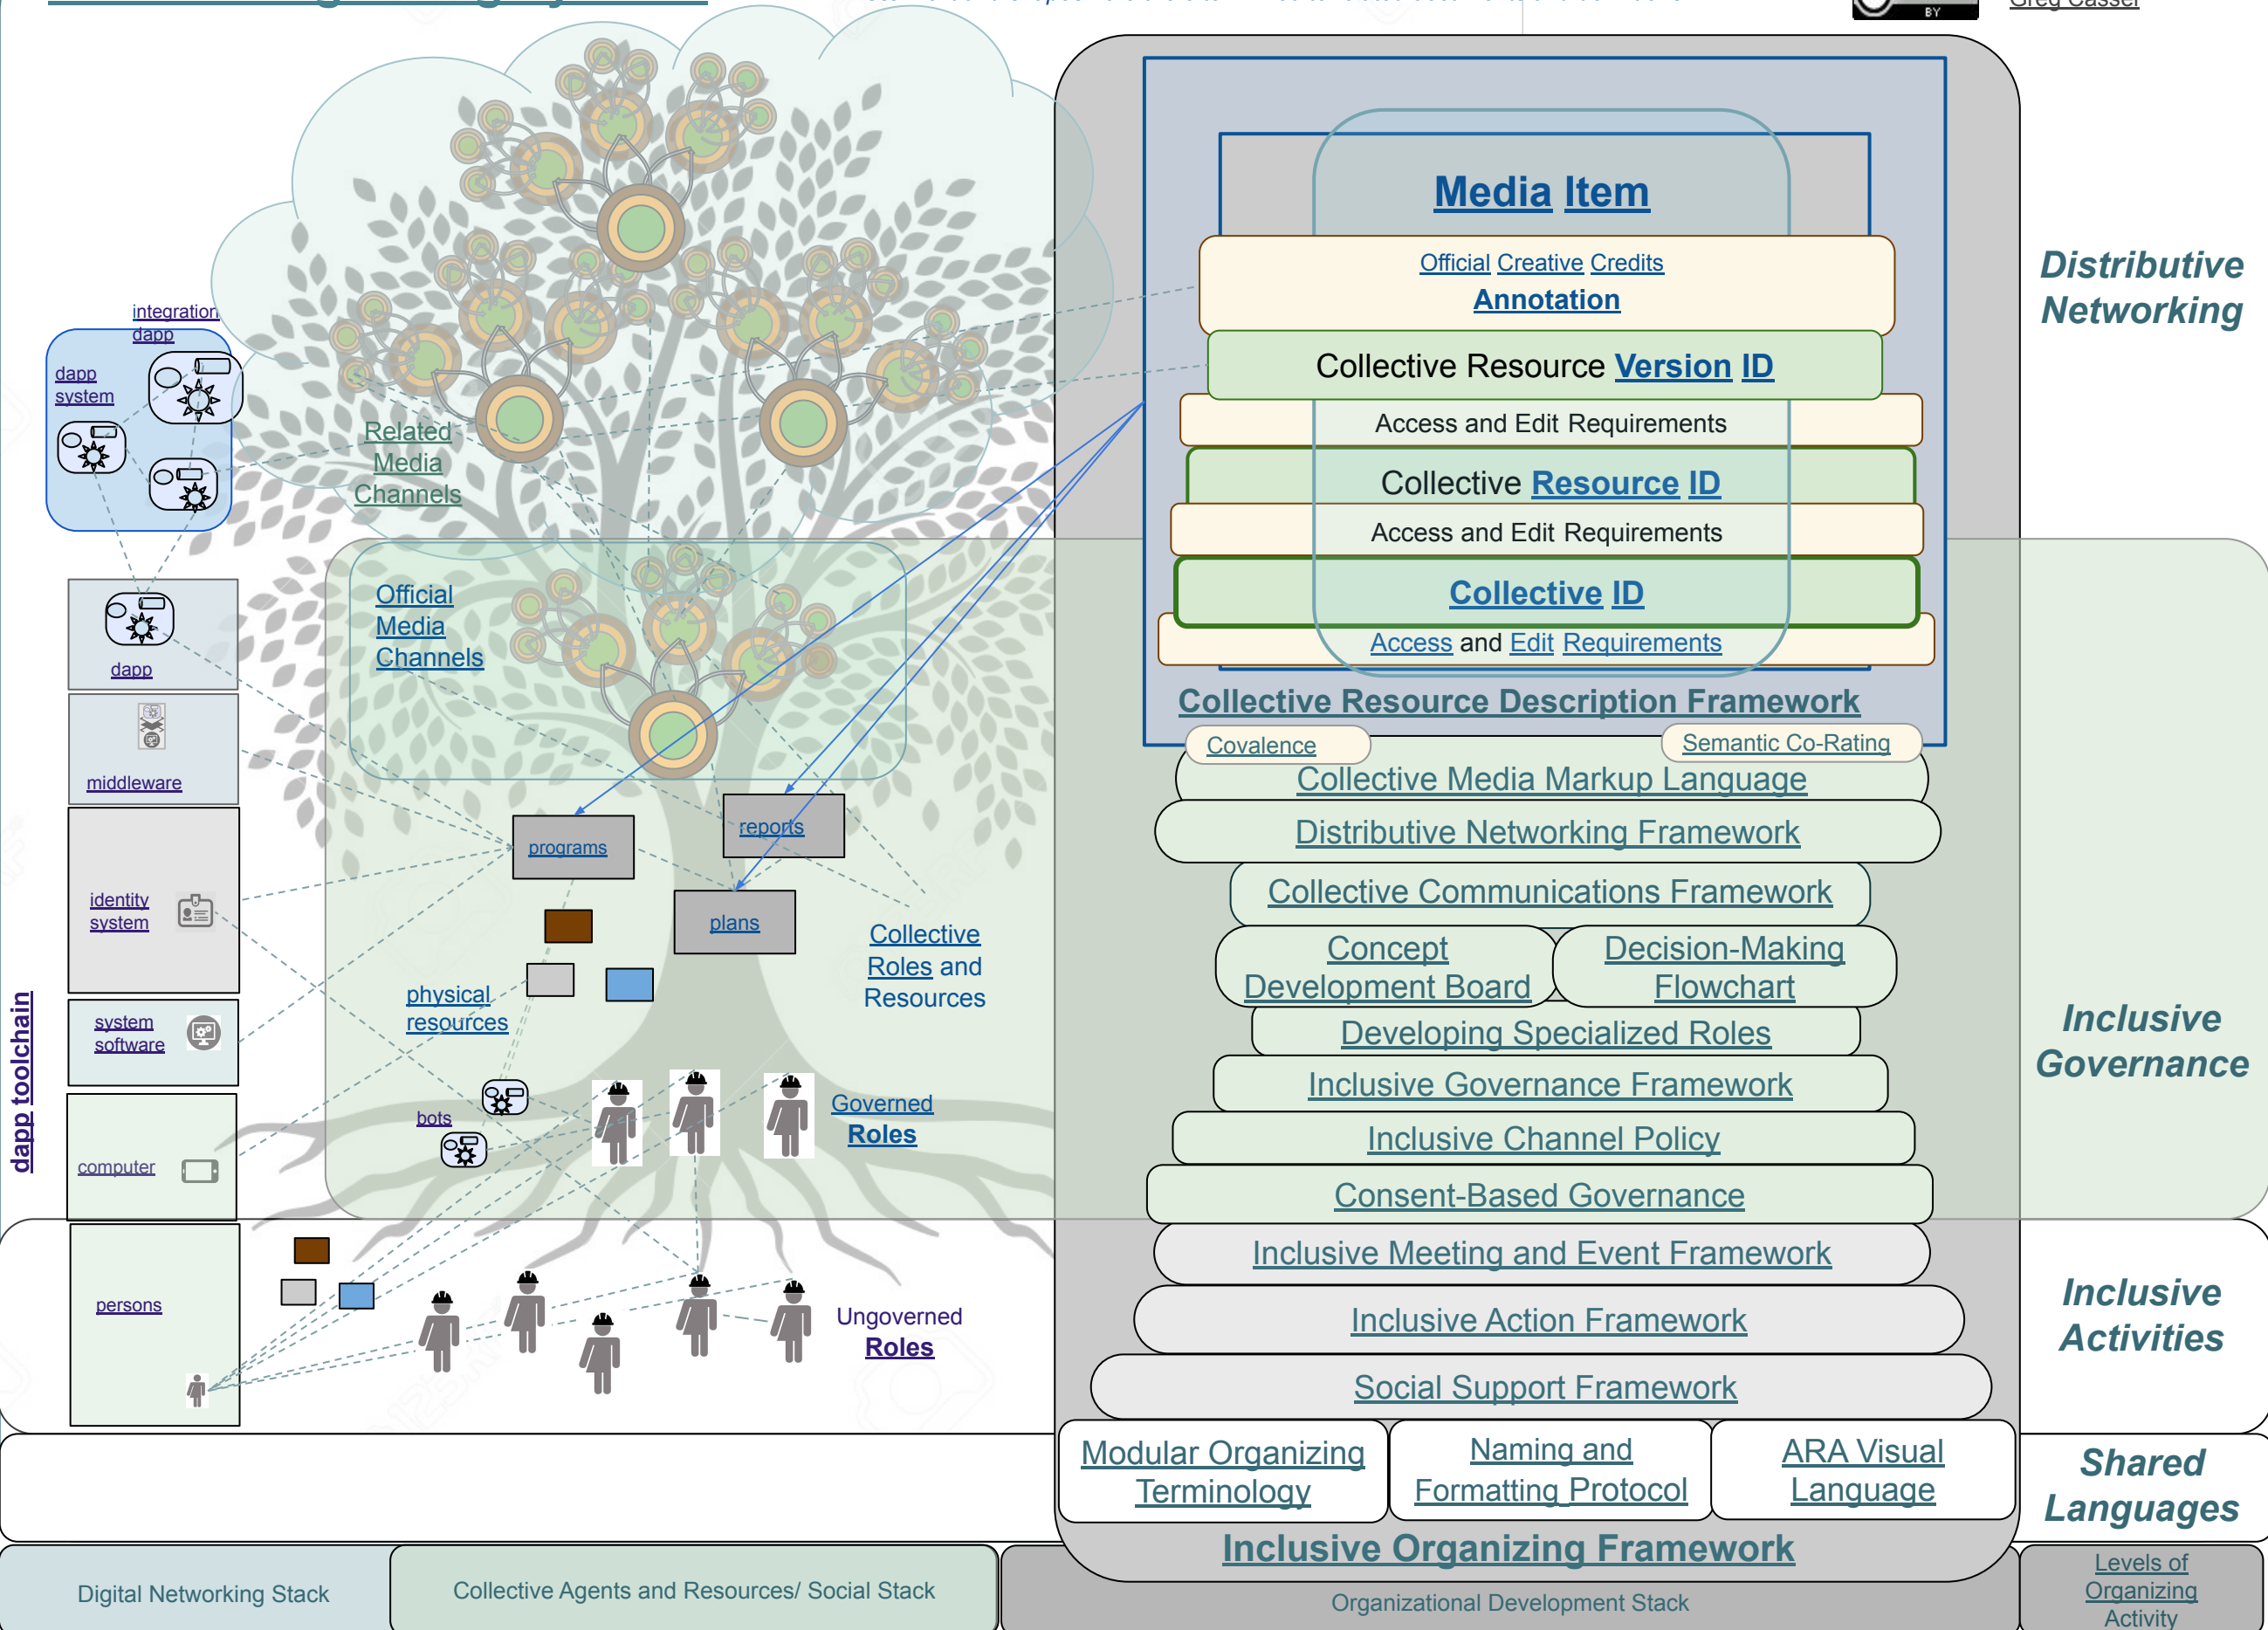 BY
Greg Cassel
Media Item
Official Creative Credits
Annotation
Collective Resource Version ID
Access and Edit Requirements
Collective Resource ID
Access and Edit Requirements
Collective ID
Access and Edit Requirements
Collective Resource Description Framework
Covalence
Semantic Co-Rating
Collective Media Markup Language
Distributive Networking Framework
Collective Communications Framework
Concept
Development Board
Decision-Making
Flowchart
Developing Specialized Roles
Inclusive Governance Framework
Inclusive Channel Policy
Consent-Based Governance
Inclusive Meeting and Event Framework
Inclusive Action Framework
Social Support Framework
Modular Organizing
Terminology
Naming and
Formatting Protocol
ARA Visual
Language
Inclusive Organizing Framework
Distributive
Networking
Inclusive
Governance
Inclusive
Activities
Shared
Languages
integration
dapp
dapp
system
Related
Media
Channels
Official
Media
Channels
dapp
middleware
identity
system
system
software
computer
persons
dapp toolchain
programs
reports
plans
physical
resources
Collective
Roles and
Resources
bots
Governed
Roles
Ungoverned
Roles
Digital Networking Stack
Collective Agents and Resources/ Social Stack
Organizational Development Stack
Levels of
Organizing
Activity